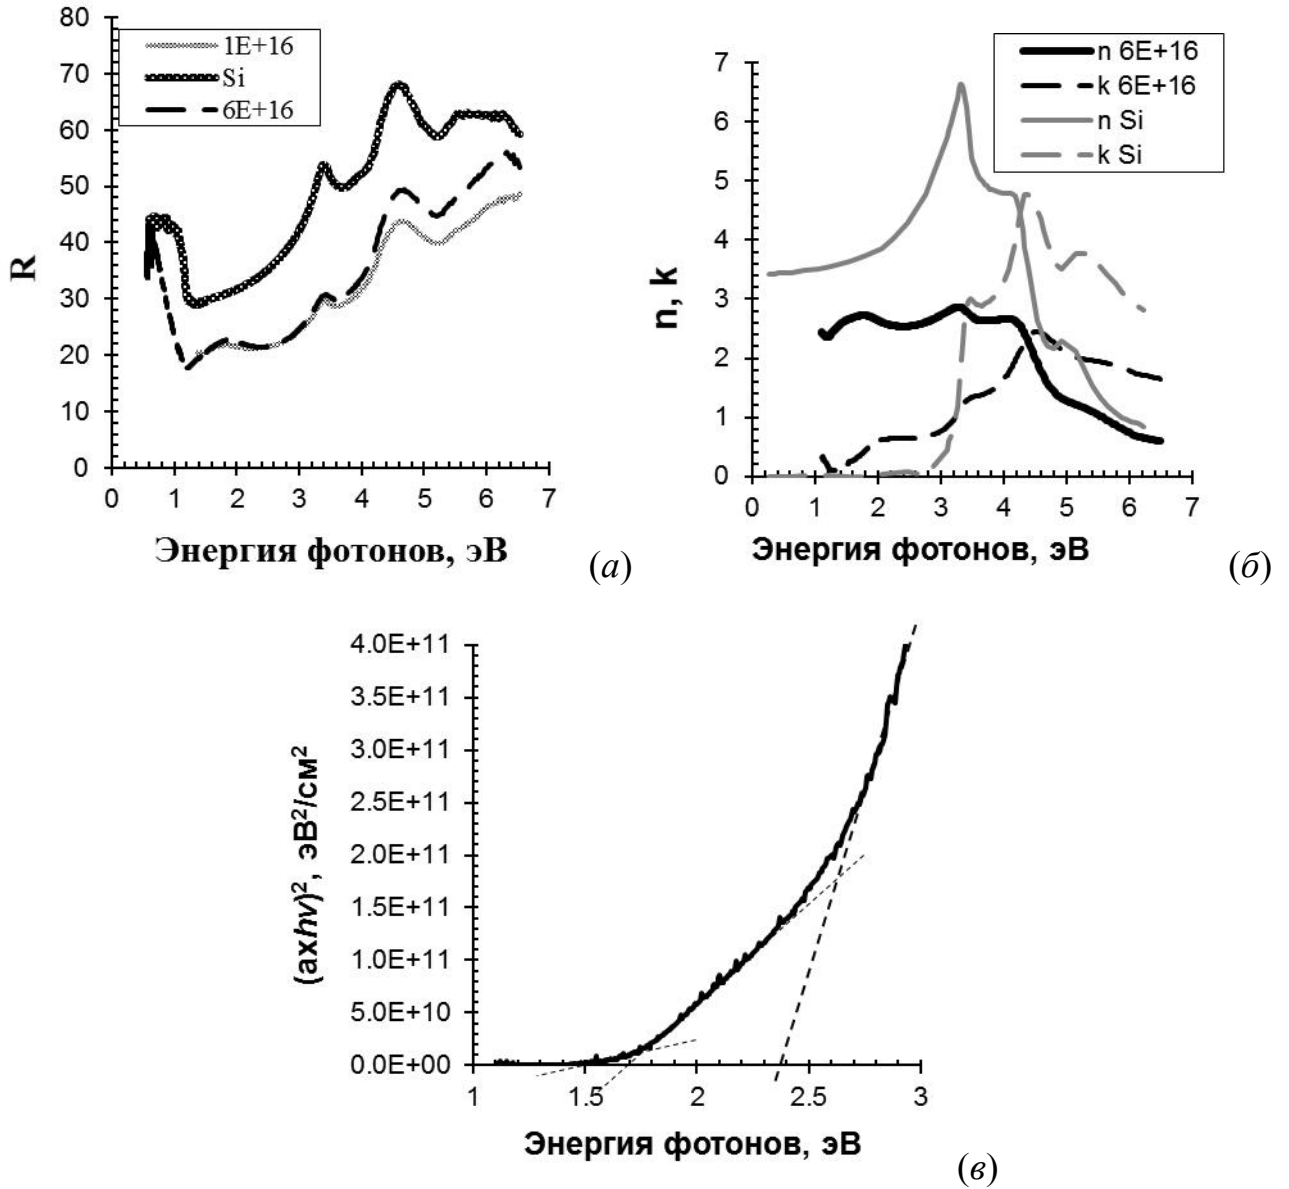 80
70
60
50
40
30
20
10
0
R
1E+16
Si
6E+16
0 1 2 3 4 5 6 7
Энергия фотонов, эВ
(а)
7
6
5
4
3
2
1
0
n, k
n 6E+16
k 6E+16
n Si
k Si
0 1 2 3 4 5 6 7
Энергия фотонов, эВ
(б)
4.0E+11
3.5E+11
3.0E+11
2.5E+11
2.0E+11
1.5E+11
1.0E+11
5.0E+10
0.0E+00
(axhν)², эВ²/см²
1 1.5 2 2.5 3
Энергия фотонов, эВ
(в)